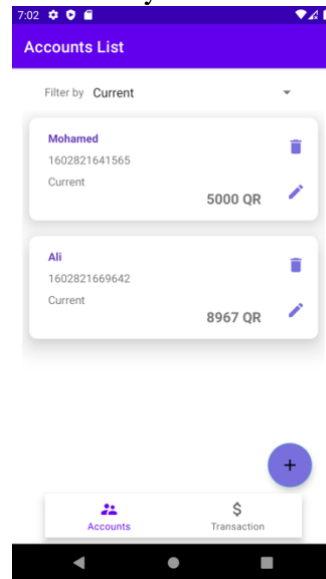 7:02
Accounts List
Filter by Current
Mohamed
1602821641565
Current
5000 QR
Ali
1602821669642
Current
8967 QR
Accounts
Transaction